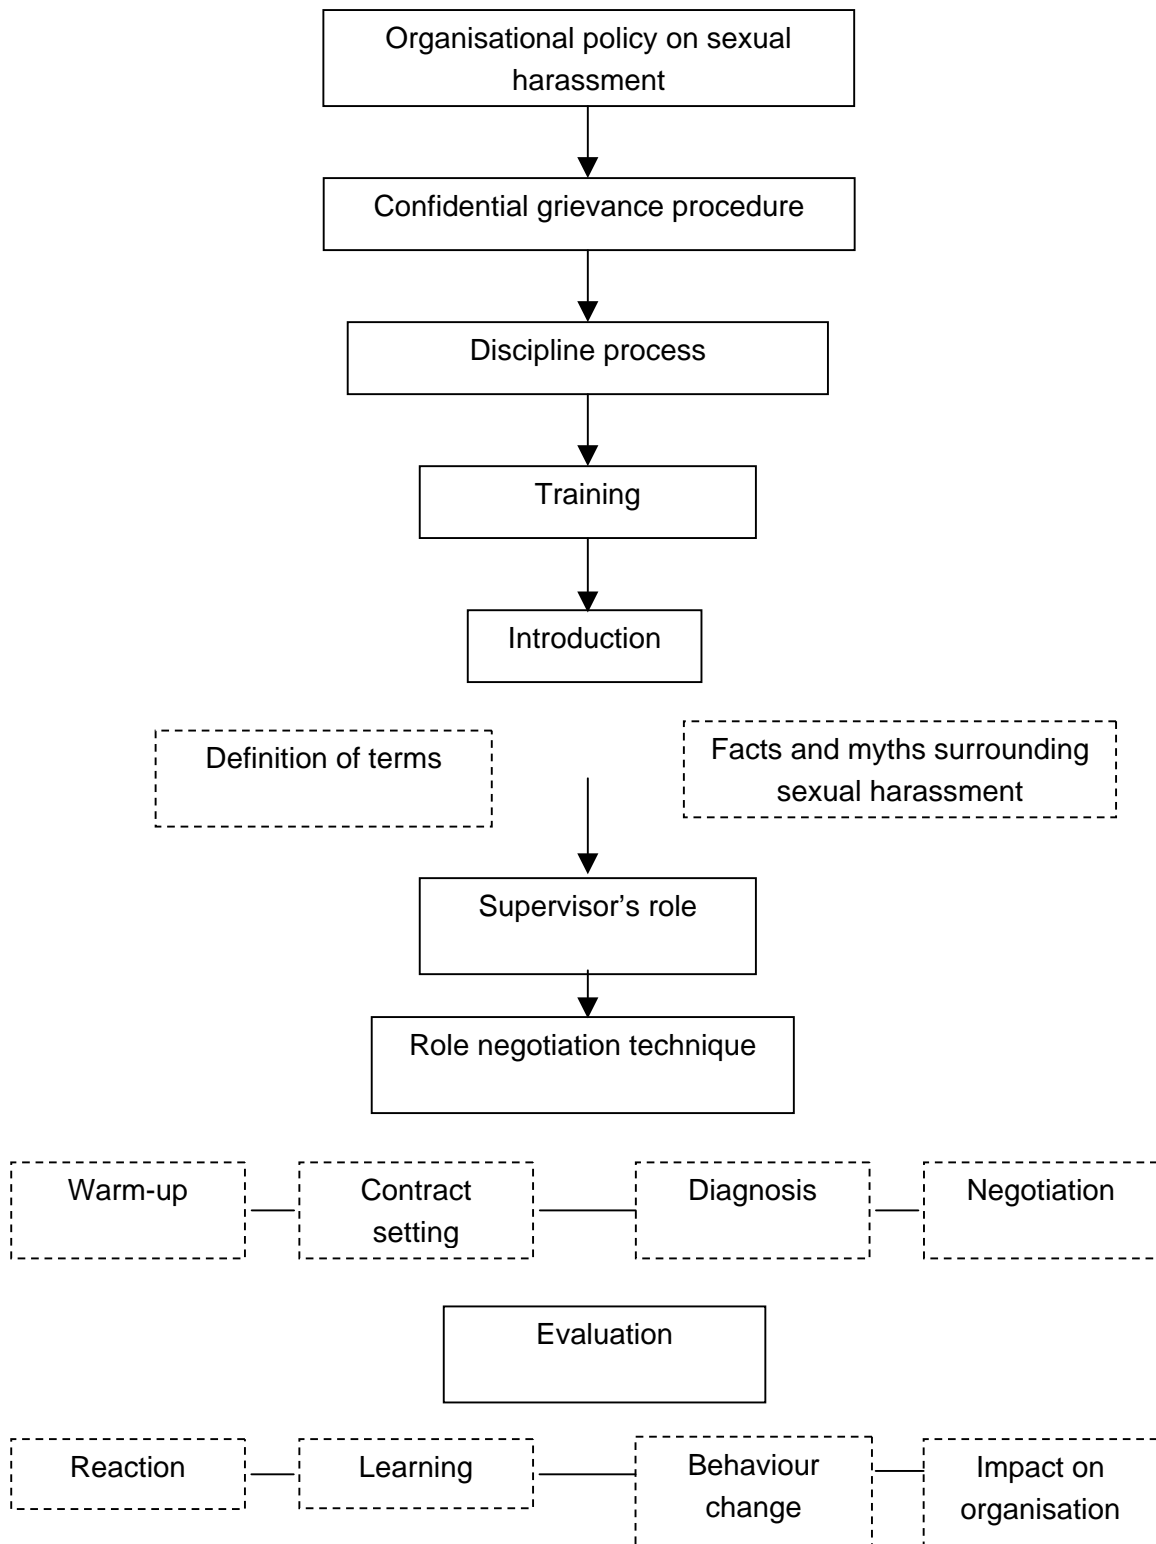 Organisational policy on sexual
harassment
Confidential grievance procedure
Discipline process
Training
Introduction
Definition of terms
Facts and myths surrounding
sexual harassment
Supervisor’s role
Role negotiation technique
Warm-up
Contract
setting
Diagnosis
Negotiation
Evaluation
Reaction
Learning
Behaviour
change
Impact on
organisation